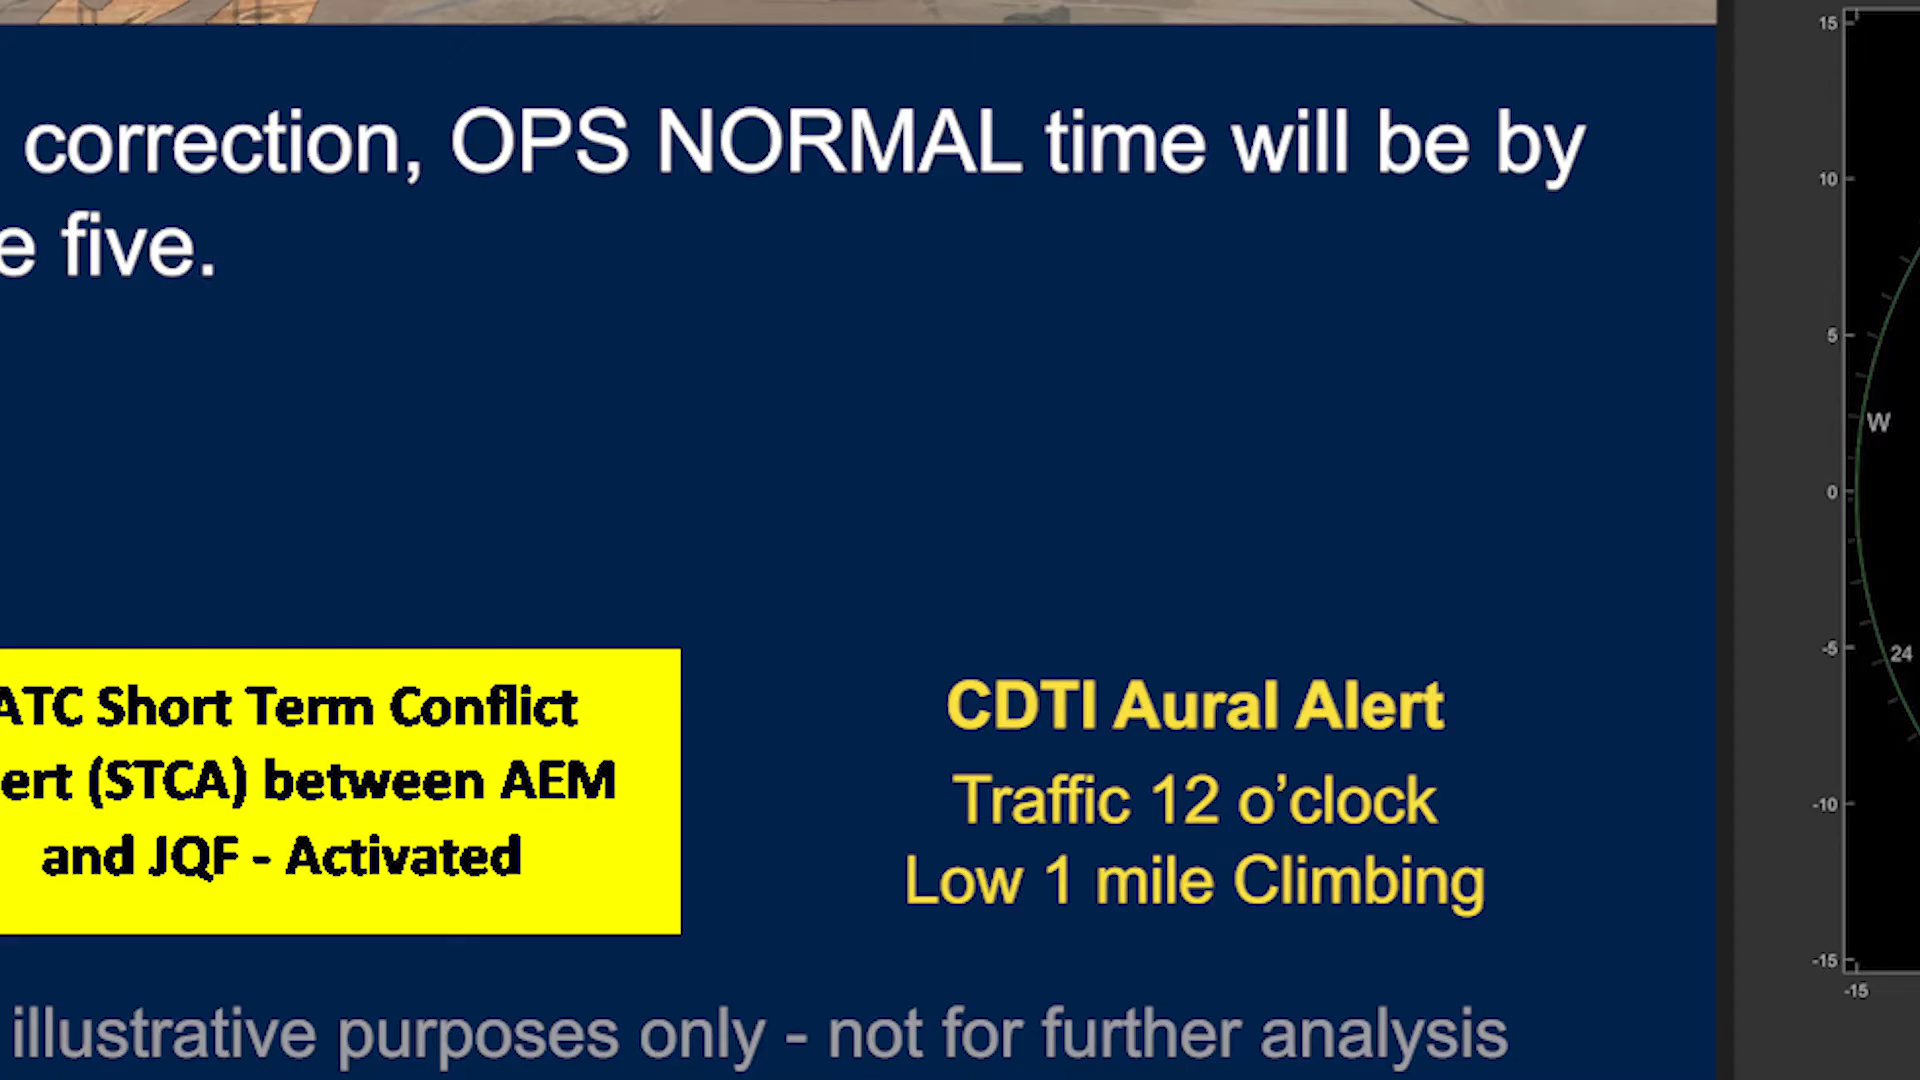 correction, OPS NORMAL time will be by
e five.
ATC Short Term Conflict
ert (STCA) between AEM
and JQF - Activated
CDTI Aural Alert
Traffic 12 o’clock
Low 1 mile Climbing
illustrative purposes only - not for further analysis
15
10
5
0
-5
-10
-15
-15
W
24